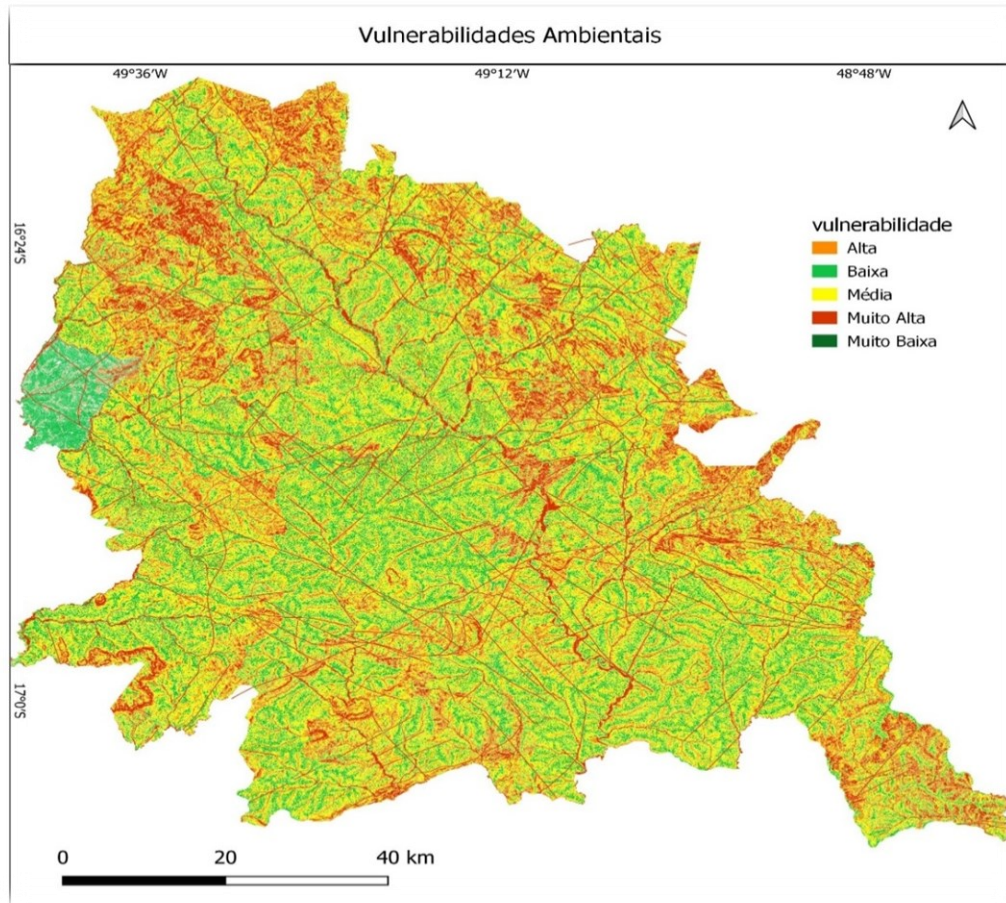 Vulnerabilidades Ambientais
49°36'W
49°12'W
48°48'W
16°24'S
17°0'S
vulnerabilidade
Alta
Baixa
Média
Muito Alta
Muito Baixa
0
20
40 km